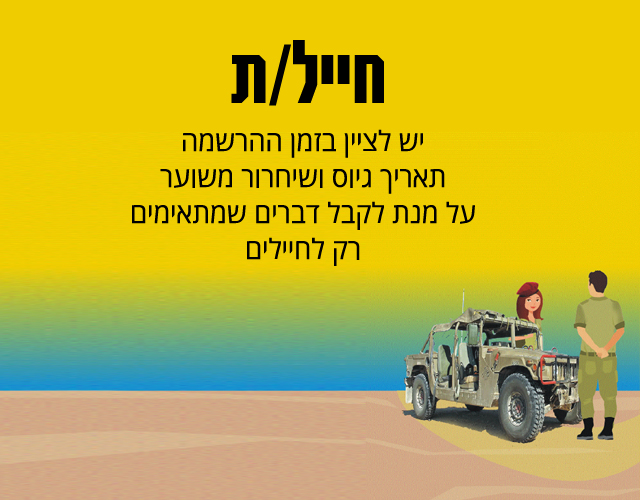 חייל/ת
יש לציין בזמן ההרשמה
תאריך גיוס ושיחרור משוער
על מנת לקבל דברים שמתאימים
רק לחיילים